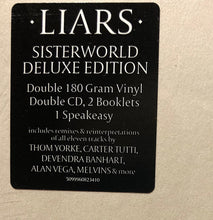 · LIARS ·
SISTERWORLD
DELUXE EDITION
Double 180 Gram Vinyl
Double CD, 2 Booklets
1 Speakeasy
includes remixes & reinterpretations
of all eleven tracks by
THOM YORKE, CARTER TUTTI,
DEVENDRA BANHART,
ALAN VEGA, MELVINS & more
5099960823410